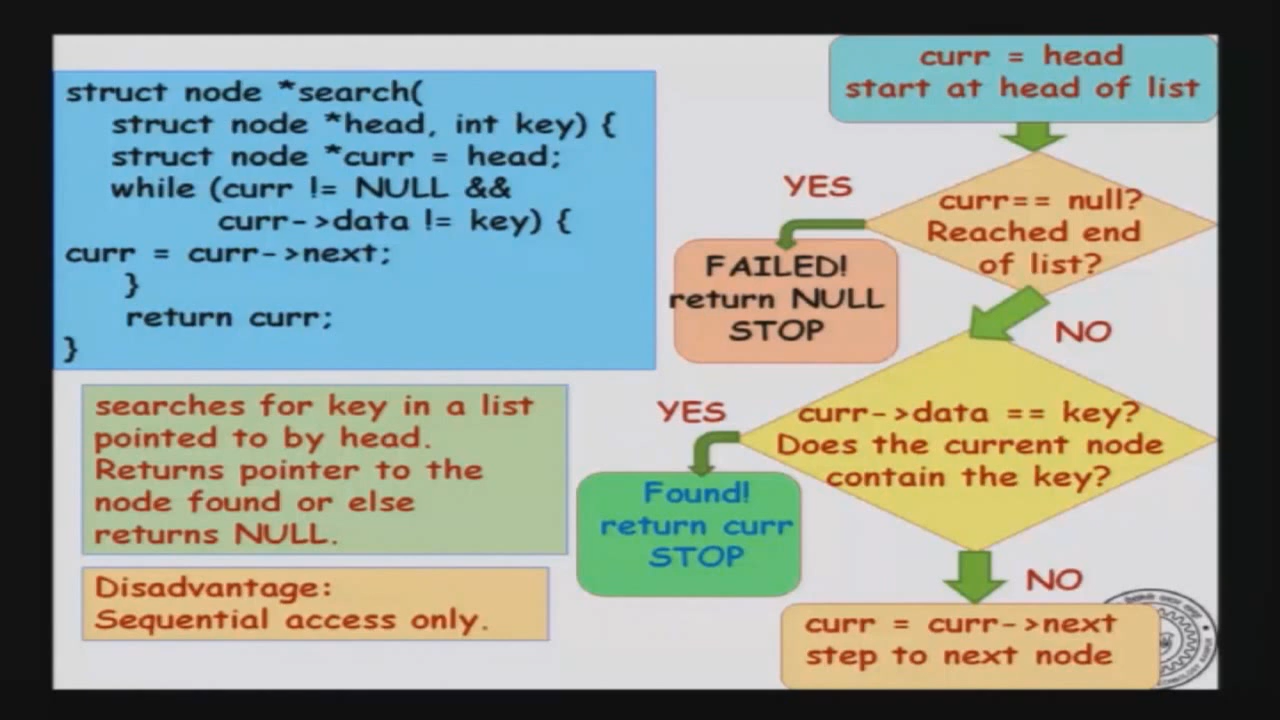 struct node *search(
struct node *head, int key) {
struct node *curr = head;
while (curr != NULL &&
curr->data != key) {
curr = curr->next;
}
return curr;
}
searches for key in a list
pointed to by head.
Returns pointer to the
node found or else
returns NULL.
Disadvantage:
Sequential access only.
curr = head
start at head of list
YES
curr== null?
Reached end
of list?
FAILED!
return NULL
STOP
NO
YES
curr->data == key?
Does the current node
contain the key?
Found!
return curr
STOP
NO
curr = curr->next
step to next node